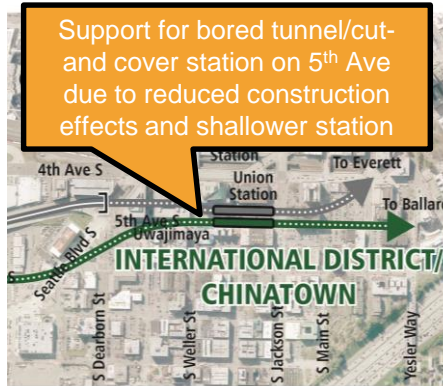 Support for bored tunnel/cut-
and cover station on 5th Ave
due to reduced construction
effects and shallower station
Station
4th Ave S
Union
Station
To Everett
To Ballard
5th Ave S
Uwajimaya
Seattle Blvd S
S
INTERNATIONAL DISTRICT/
CHINATOWN
S Dearborn St
S Weller St
S Jackson St
S Main St
Yesler Way